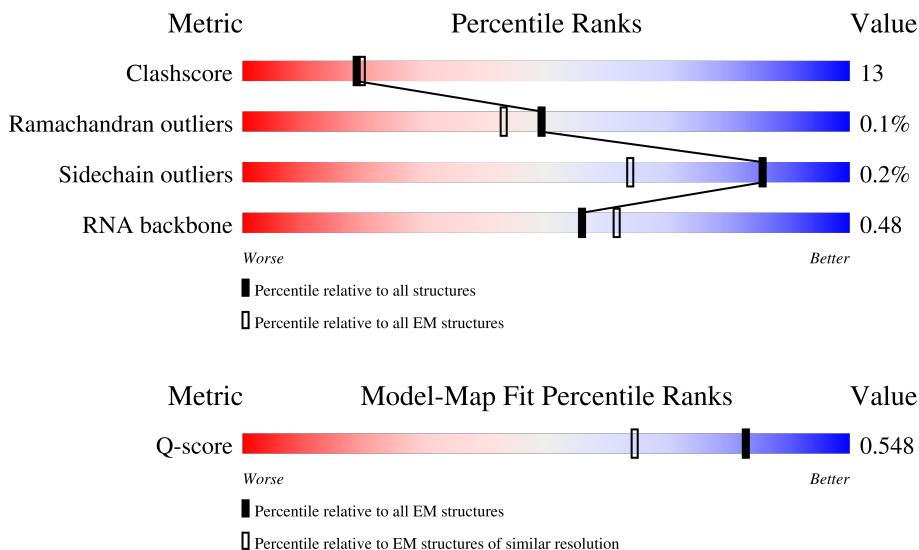 Metric Percentile Ranks Value
Clashscore 13
Ramachandran outliers 0.1%
Sidechain outliers 0.2%
RNA backbone 0.48
Worse Better
Percentile relative to all structures
Percentile relative to all EM structures
Metric Model-Map Fit Percentile Ranks Value
Q-score 0.548
Worse Better
Percentile relative to all EM structures
Percentile relative to EM structures of similar resolution